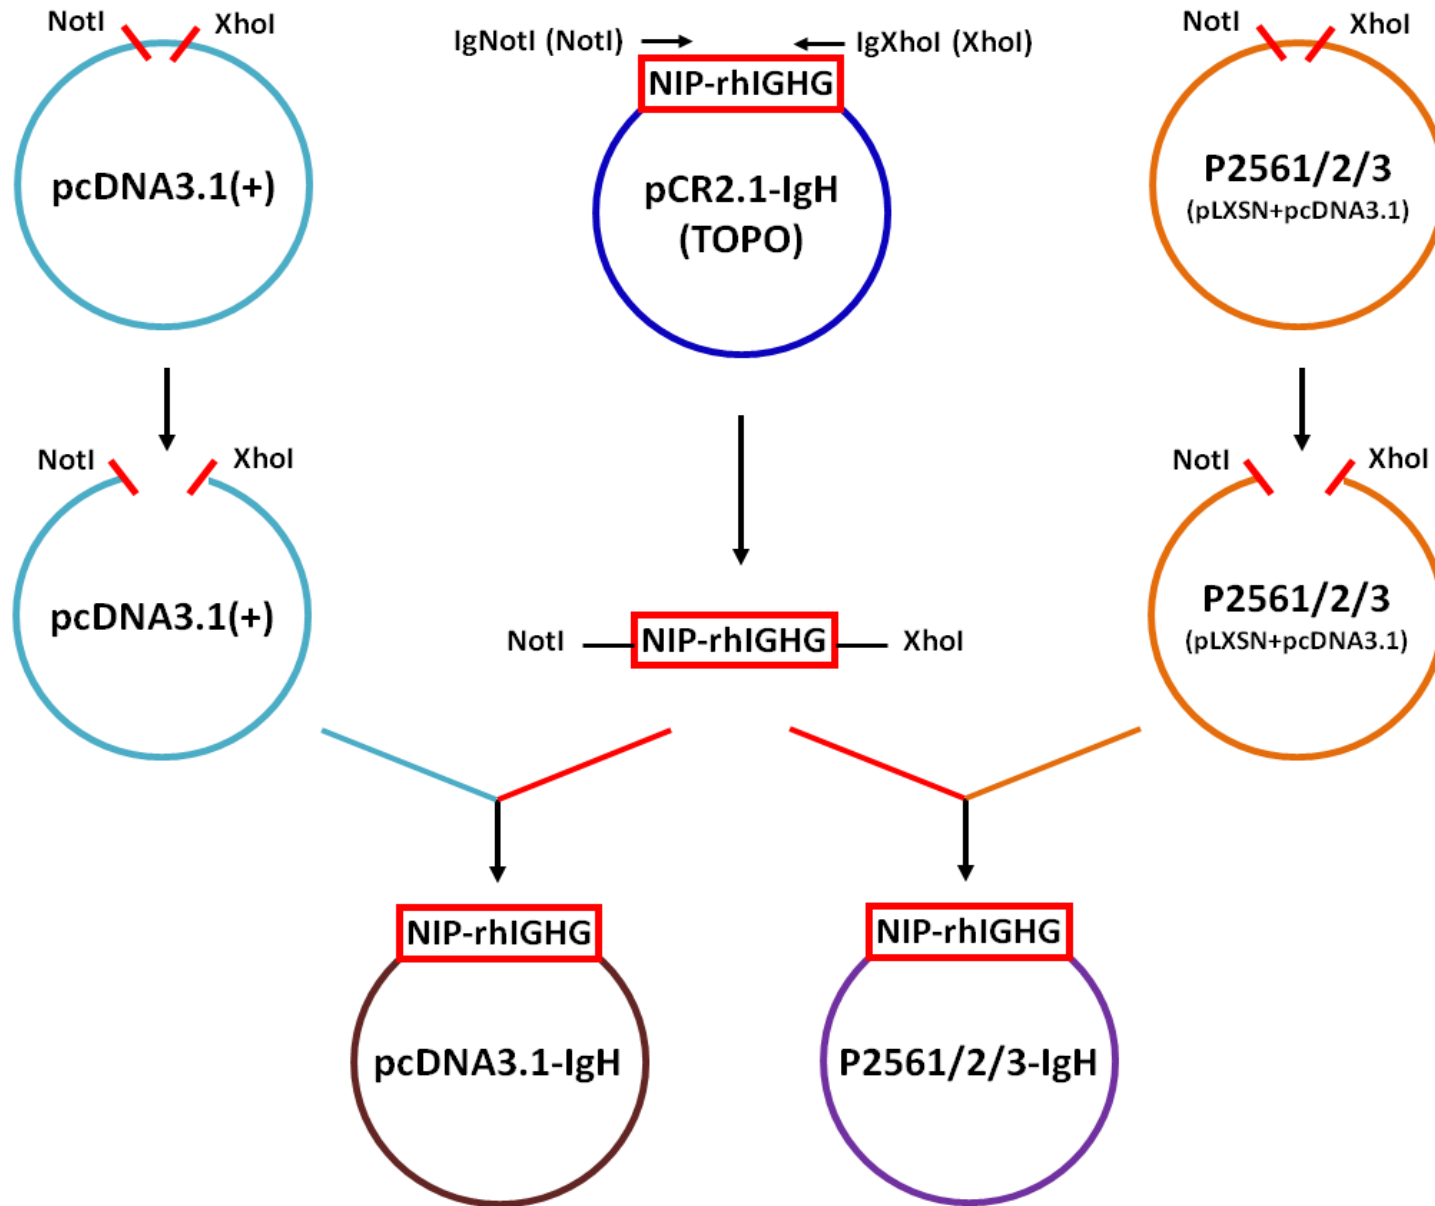 NotI
XhoI
pcDNA3.1(+)
IgNotI (NotI)
IgXhoI (XhoI)
NIP-rhIGHG
pCR2.1-IgH
(TOPO)
NotI
XhoI
P2561/2/3
(pLXSN+pcDNA3.1)
NotI
XhoI
pcDNA3.1(+)
NotI
NIP-rhIGHG
XhoI
NotI
XhoI
P2561/2/3
(pLXSN+pcDNA3.1)
NIP-rhIGHG
pcDNA3.1-IgH
NIP-rhIGHG
P2561/2/3-IgH